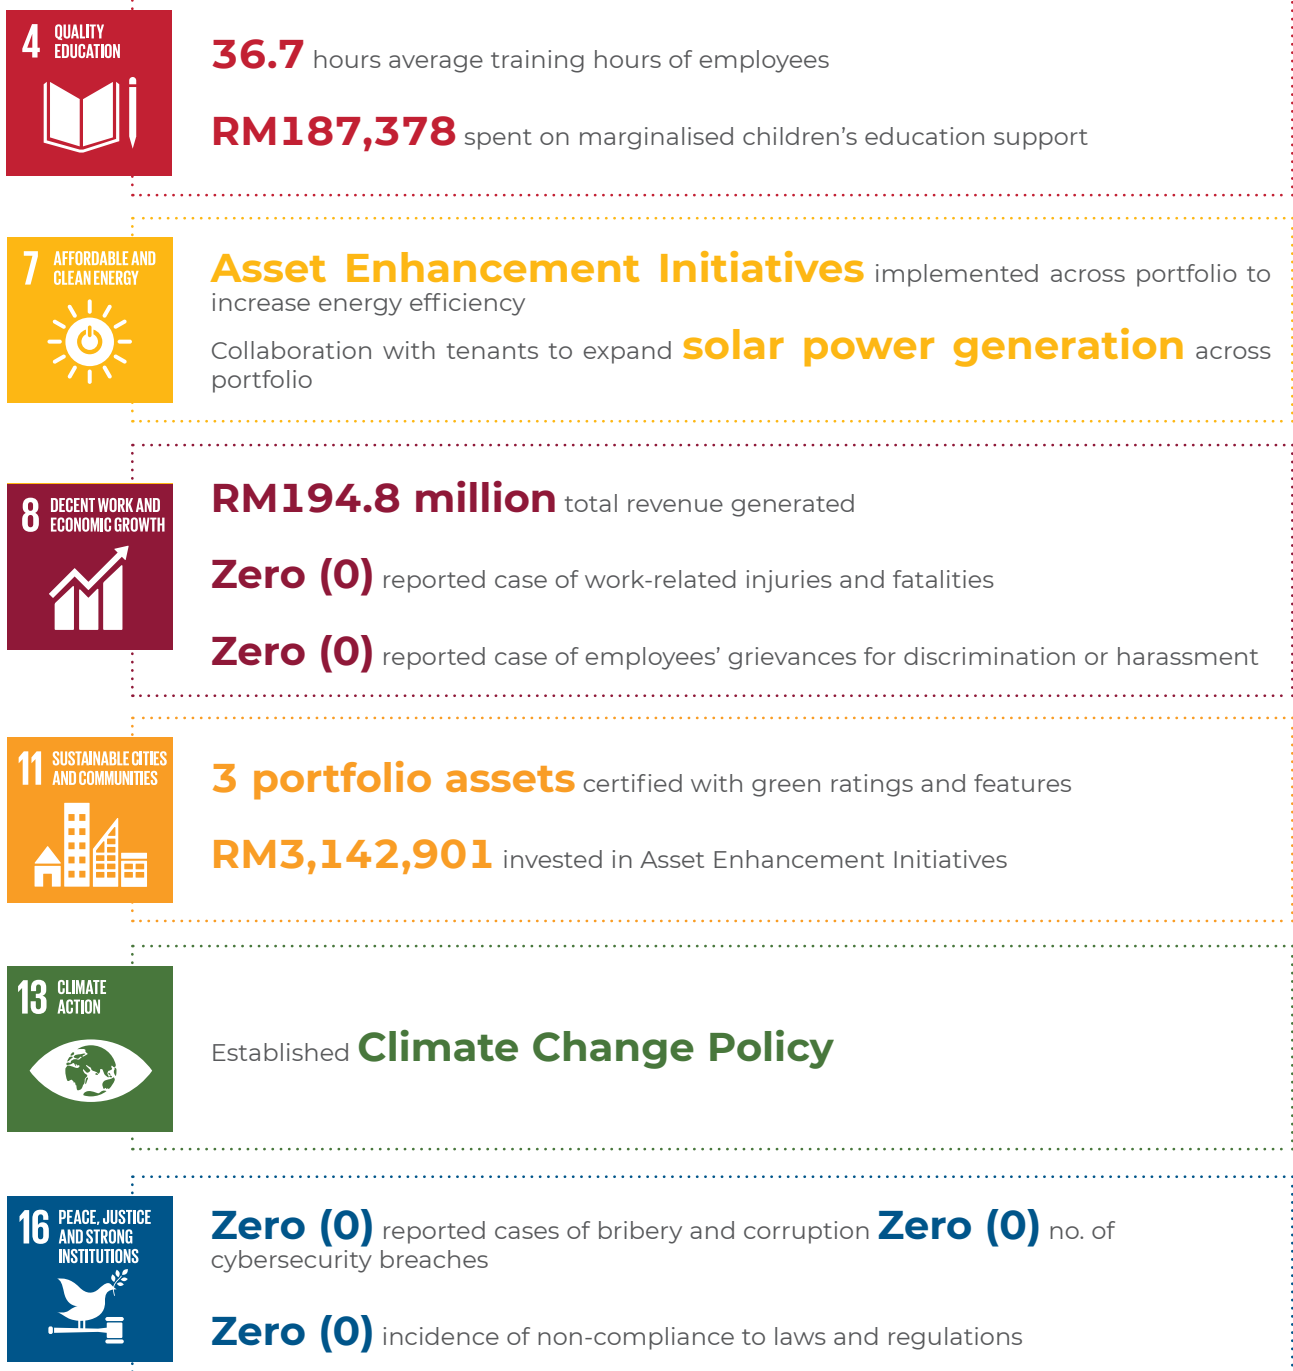 4 QUALITY
EDUCATION
36.7 hours average training hours of employees
RM187,378 spent on marginalised children’s education support
7 AFFORDABLE AND
CLEAN ENERGY
Asset Enhancement Initiatives implemented across portfolio to
increase energy efficiency
Collaboration with tenants to expand solar power generation across
portfolio
8 DECENT WORK AND
ECONOMIC GROWTH
RM194.8 million total revenue generated
Zero (0) reported case of work-related injuries and fatalities
Zero (0) reported case of employees’ grievances for discrimination or harassment
11 SUSTAINABLE CITIES
AND COMMUNITIES
3 portfolio assets certified with green ratings and features
RM3,142,901 invested in Asset Enhancement Initiatives
13 CLIMATE
ACTION
Established Climate Change Policy
16 PEACE, JUSTICE
AND STRONG
INSTITUTIONS
Zero (0) reported cases of bribery and corruption Zero (0) no. of
cybersecurity breaches
Zero (0) incidence of non-compliance to laws and regulations